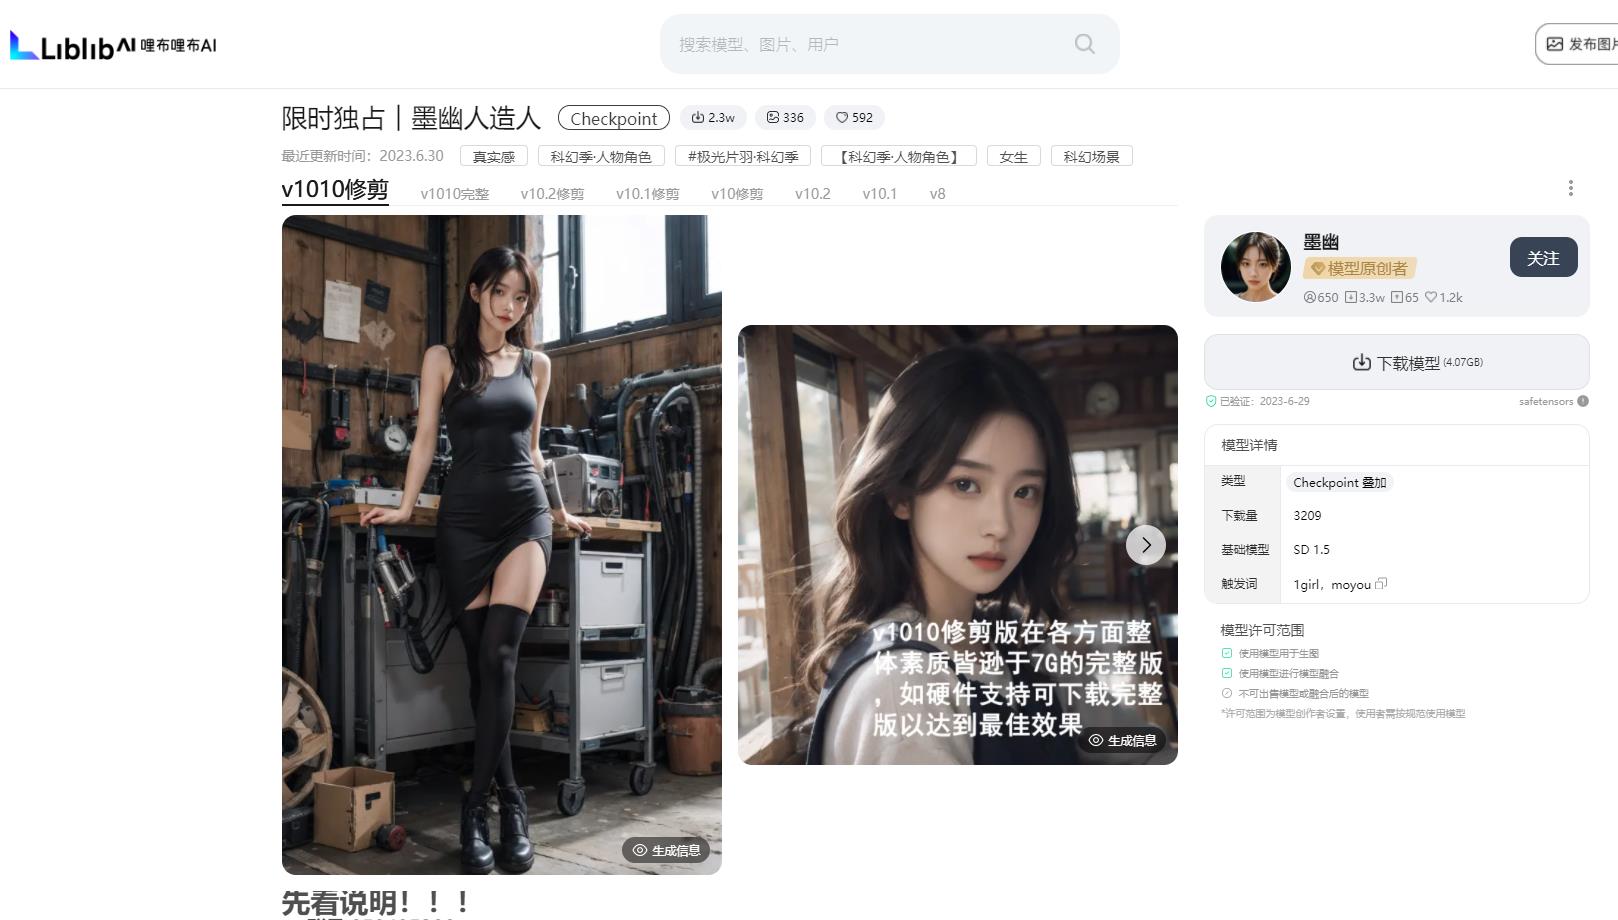 LiblibAI 哩布哩布AI
搜索模型、图片、用户
发布图片
限时独占｜墨幽人造人 Checkpoint 2.3w 336 592
最近更新时间：2023.6.30 真实感 科幻季·人物角色 #极光片羽·科幻季 【科幻季·人物角色】 女生 科幻场景
v1010修剪 v1010完整 v10.2修剪 v10.1修剪 v10修剪 v10.2 v10.1 v8
v1010修剪版在各方面整
体素质皆逊于7G的完整版
，如硬件支持可下载完整
版以达到最佳效果
生成信息
生成信息
先看说明！！！
墨幽
模型原创者
650 3.3w 65 1.2k
关注
下载模型 (4.07GB)
已验证：2023-6-29 safetensors
模型详情
类型 Checkpoint 叠加
下载量 3209
基础模型 SD 1.5
触发词 1girl，moyou
模型许可范围
使用模型用于生图
使用模型进行模型融合
不可出售模型或融合后的模型
*许可范围为模型创作者设置，使用者需按规范使用模型